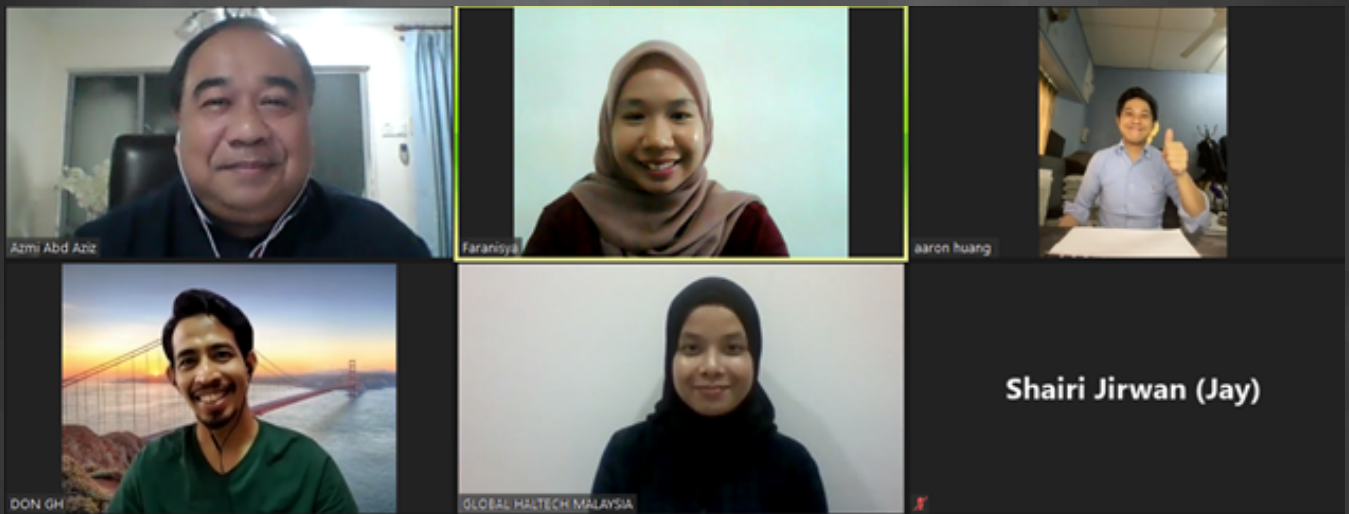 Azmi Abd Aziz
Faranisya
aaron huang
DON GH
GLOBAL HALTECH MALAYSIA
Shairi Jirwan (Jay)